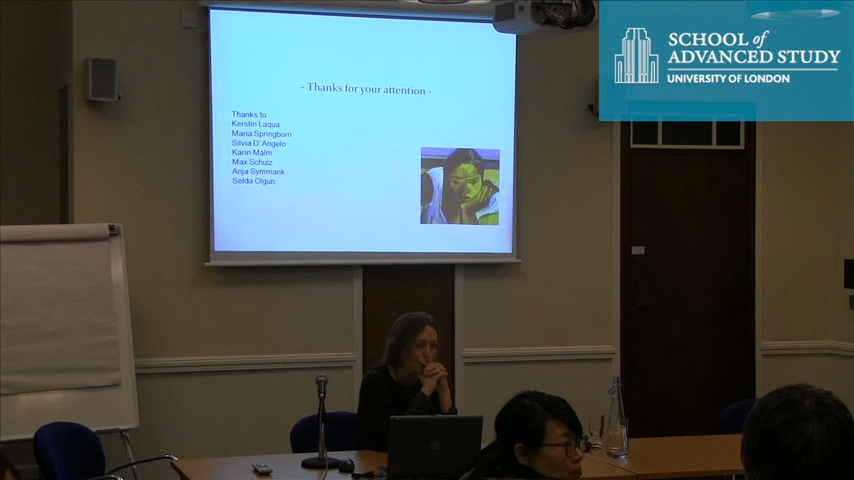 - Thanks for your attention -
Thanks to
Kerstin Laqua
Maria Springborn
Silvia D' Angelo
Karin Malm
Max Schulz
Anja Symmank
Selda Olgun
SCHOOL of
ADVANCED STUDY
UNIVERSITY OF LONDON